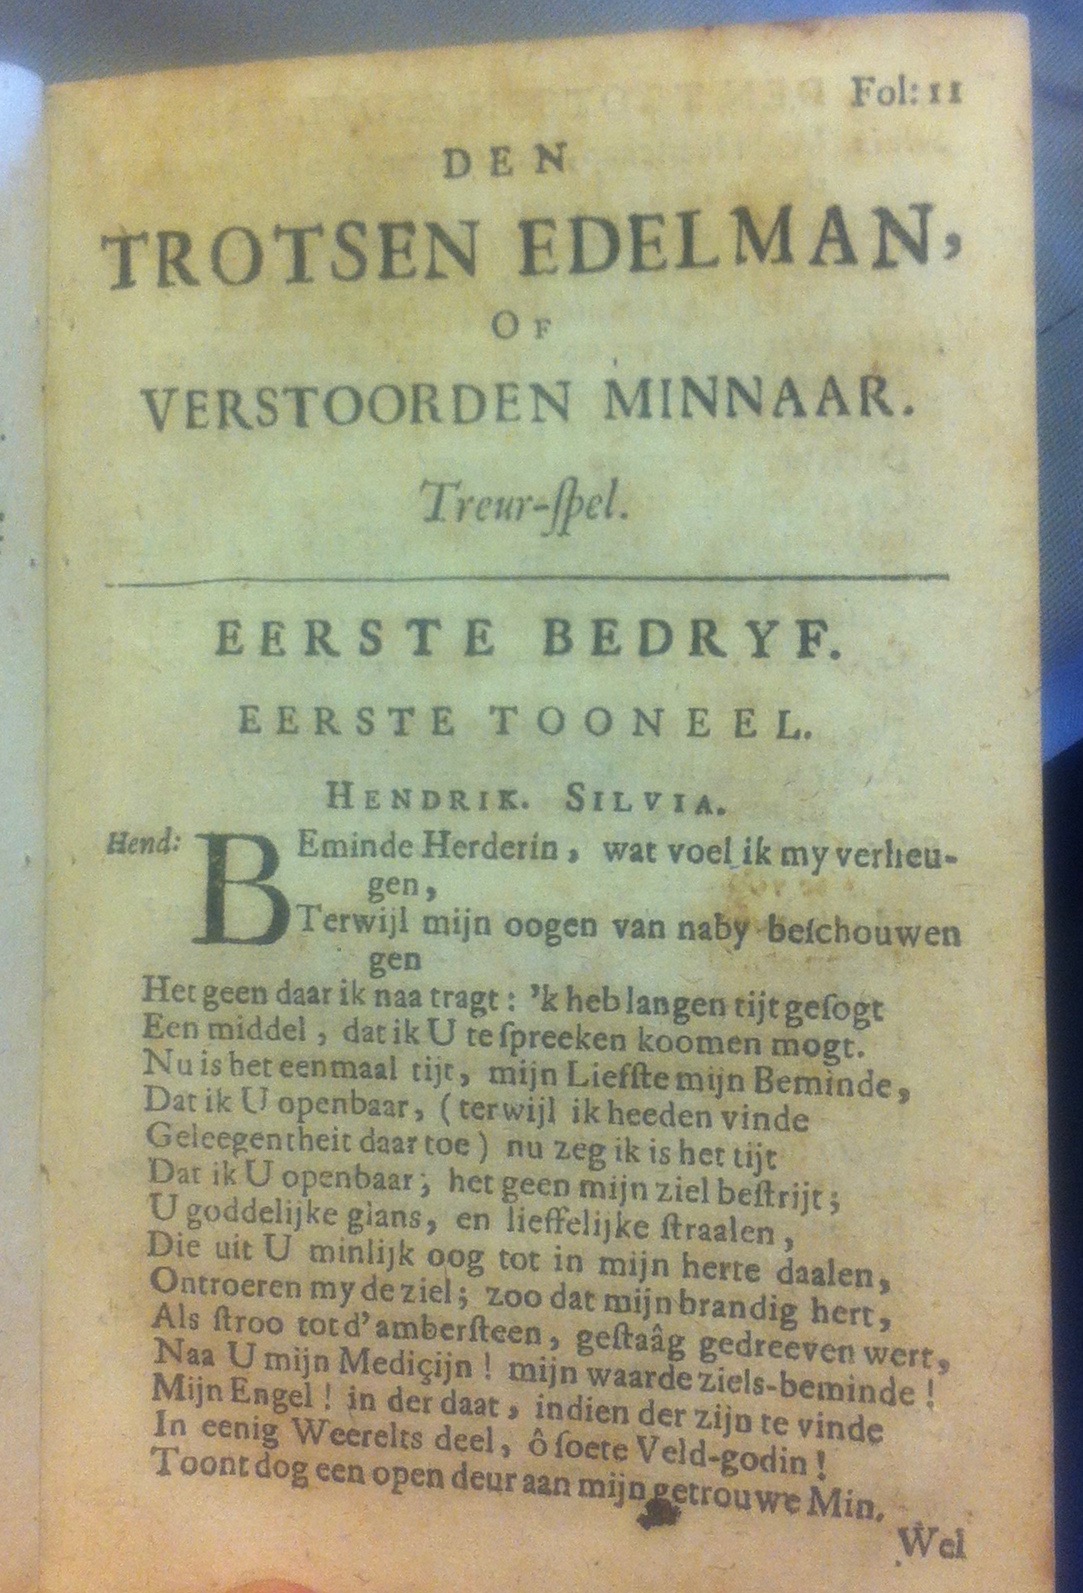 Fol: 11
DEN
TROTSEN EDELMAN,
OF
VERSTOORDEN MINNAAR.
Treur-ſpel.
EERSTE BEDRYF.
EERSTE TOONEEL.
HENDRIK. SILVIA.
Hend: BEminde Herderin, wat voel ik my verheu-
gen,
Terwijl mijn oogen van naby beſchouwen
gen
Het geen daar ik naa tragt: 'k heb langen tijt geſogt
Een middel, dat ik U te ſpreeken koomen mogt.
Nu is het eenmaal tijt, mijn Liefſte mijn Beminde,
Dat ik U openbaar, (terwijl ik heeden vinde
Geleegentheit daar toe) nu zeg ik is het tijt
Dat ik U openbaar; het geen mijn ziel beſtrijt;
U goddelijke glans, en lieffelijke ſtraalen,
Die uit U minlijk oog tot in mijn herte daalen,
Ontroeren my de ziel; zoo dat mijn brandig hert,
Als ſtroo tot d'amberſteen, geſtaâg gedreeven wert,
Naa U mijn Mediçijn! mijn waarde ziels-beminde!
Mijn Engel! in der daat, indien der zijn te vinde
In eenig Weerelts deel, ô ſoete Veld-godin!
Toont dog een open deur aan mijn getrouwe Min.
Wel